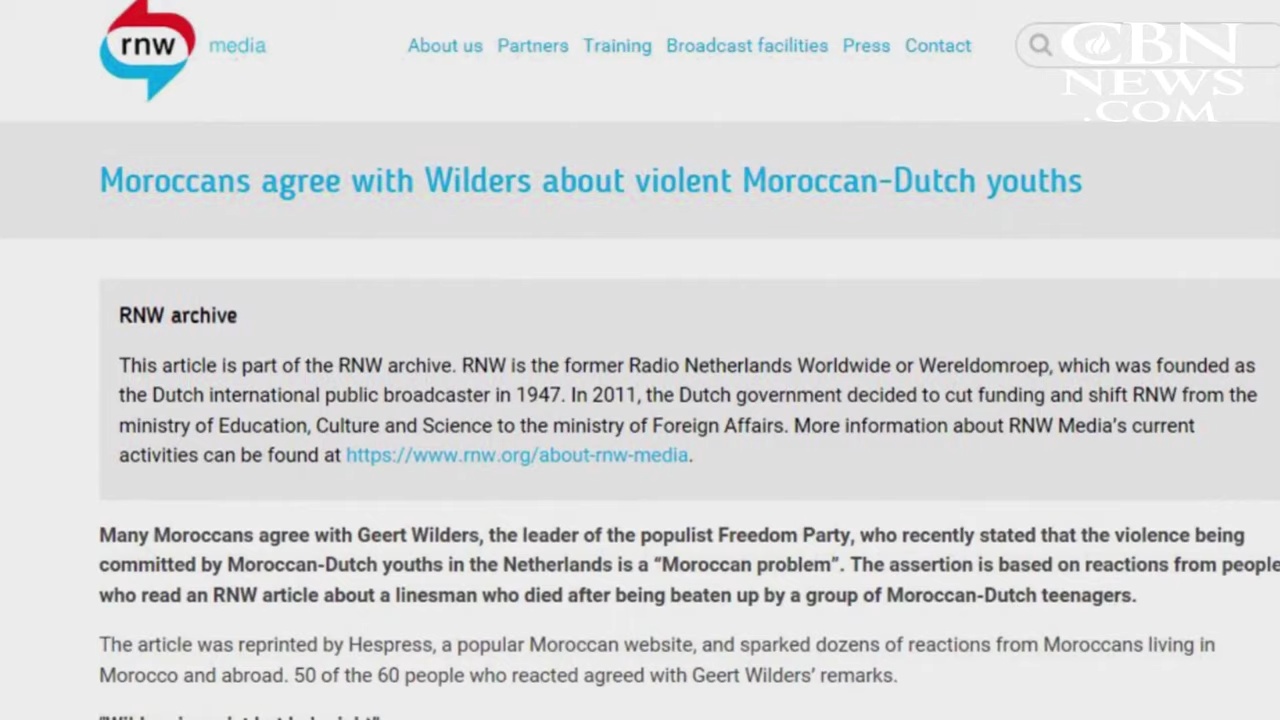 rnw media
About us Partners Training Broadcast facilities Press Contact
CBN
NEWS
.COM
Moroccans agree with Wilders about violent Moroccan-Dutch youths
RNW archive
This article is part of the RNW archive. RNW is the former Radio Netherlands Worldwide or Wereldomroep, which was founded as
the Dutch international public broadcaster in 1947. In 2011, the Dutch government decided to cut funding and shift RNW from the
ministry of Education, Culture and Science to the ministry of Foreign Affairs. More information about RNW Media's current
activities can be found at https://www.rnw.org/about-rnw-media.
Many Moroccans agree with Geert Wilders, the leader of the populist Freedom Party, who recently stated that the violence being
committed by Moroccan-Dutch youths in the Netherlands is a “Moroccan problem”. The assertion is based on reactions from people
who read an RNW article about a linesman who died after being beaten up by a group of Moroccan-Dutch teenagers.
The article was reprinted by Hespress, a popular Moroccan website, and sparked dozens of reactions from Moroccans living in
Morocco and abroad. 50 of the 60 people who reacted agreed with Geert Wilders’ remarks.